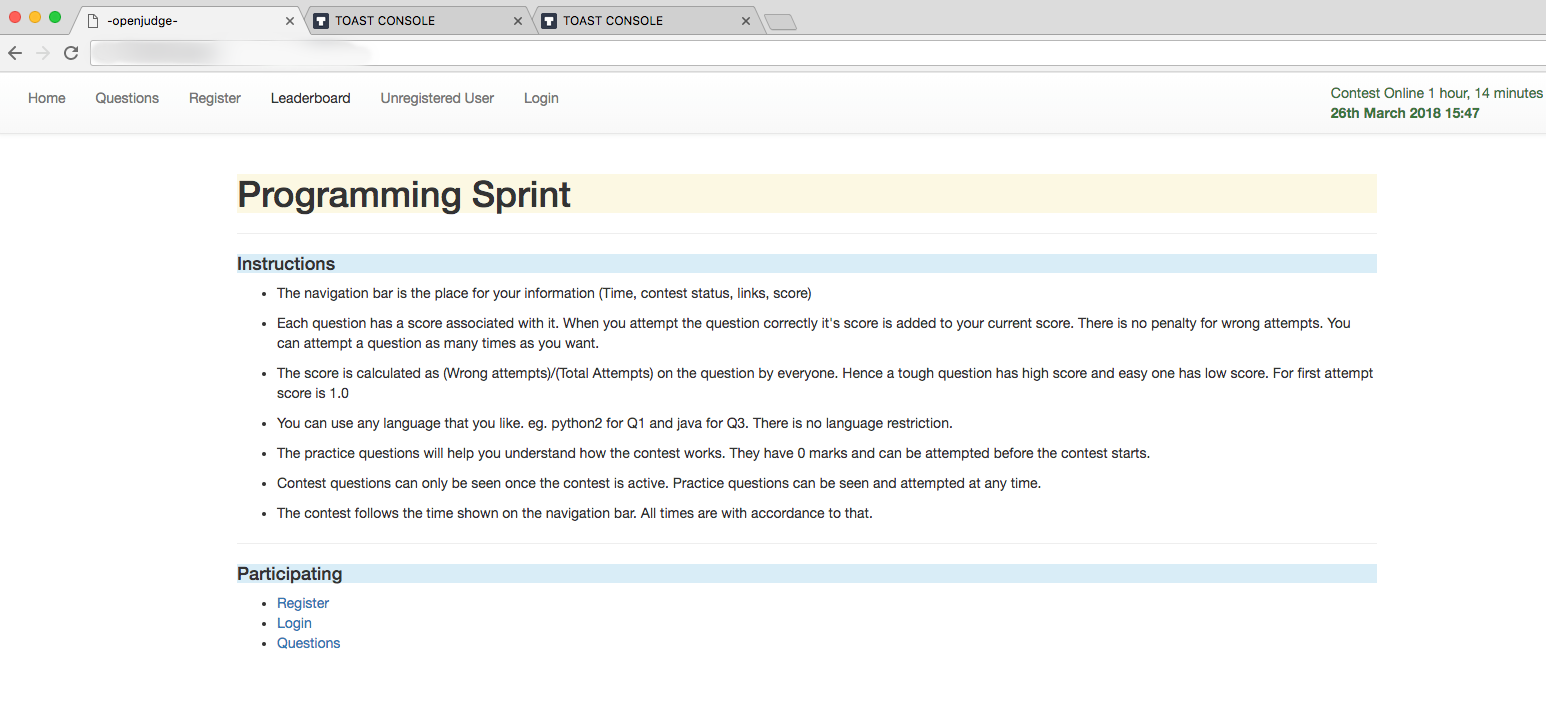 -openjudge-
TOAST CONSOLE
TOAST CONSOLE
Home Questions Register Leaderboard Unregistered User Login
Contest Online 1 hour, 14 minutes
26th March 2018 15:47
Programming Sprint
Instructions
The navigation bar is the place for your information (Time, contest status, links, score)
Each question has a score associated with it. When you attempt the question correctly it's score is added to your current score. There is no penalty for wrong attempts. You
can attempt a question as many times as you want.
The score is calculated as (Wrong attempts)/(Total Attempts) on the question by everyone. Hence a tough question has high score and easy one has low score. For first attempt
score is 1.0
You can use any language that you like. eg. python2 for Q1 and java for Q3. There is no language restriction.
The practice questions will help you understand how the contest works. They have 0 marks and can be attempted before the contest starts.
Contest questions can only be seen once the contest is active. Practice questions can be seen and attempted at any time.
The contest follows the time shown on the navigation bar. All times are with accordance to that.
Participating
Register
Login
Questions